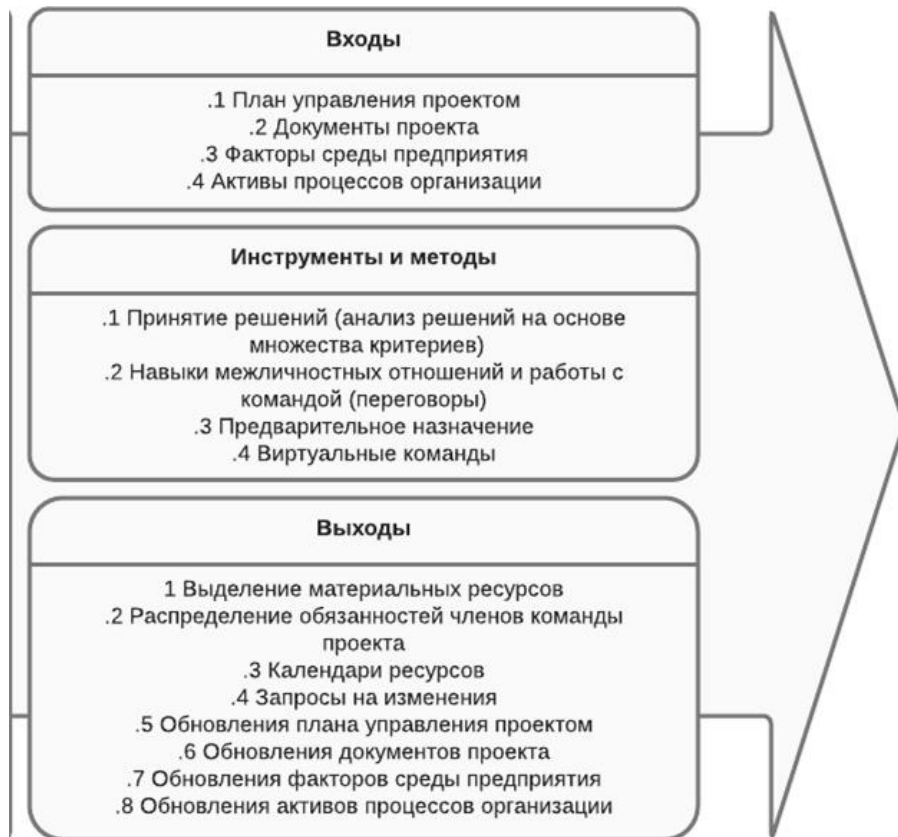 Входы
.1 План управления проектом
.2 Документы проекта
.3 Факторы среды предприятия
.4 Активы процессов организации
Инструменты и методы
.1 Принятие решений (анализ решений на основе
множества критериев)
.2 Навыки межличностных отношений и работы с
командой (переговоры)
.3 Предварительное назначение
.4 Виртуальные команды
Выходы
1 Выделение материальных ресурсов
.2 Распределение обязанностей членов команды
проекта
.3 Календари ресурсов
.4 Запросы на изменения
.5 Обновления плана управления проектом
.6 Обновления документов проекта
.7 Обновления факторов среды предприятия
.8 Обновления активов процессов организации